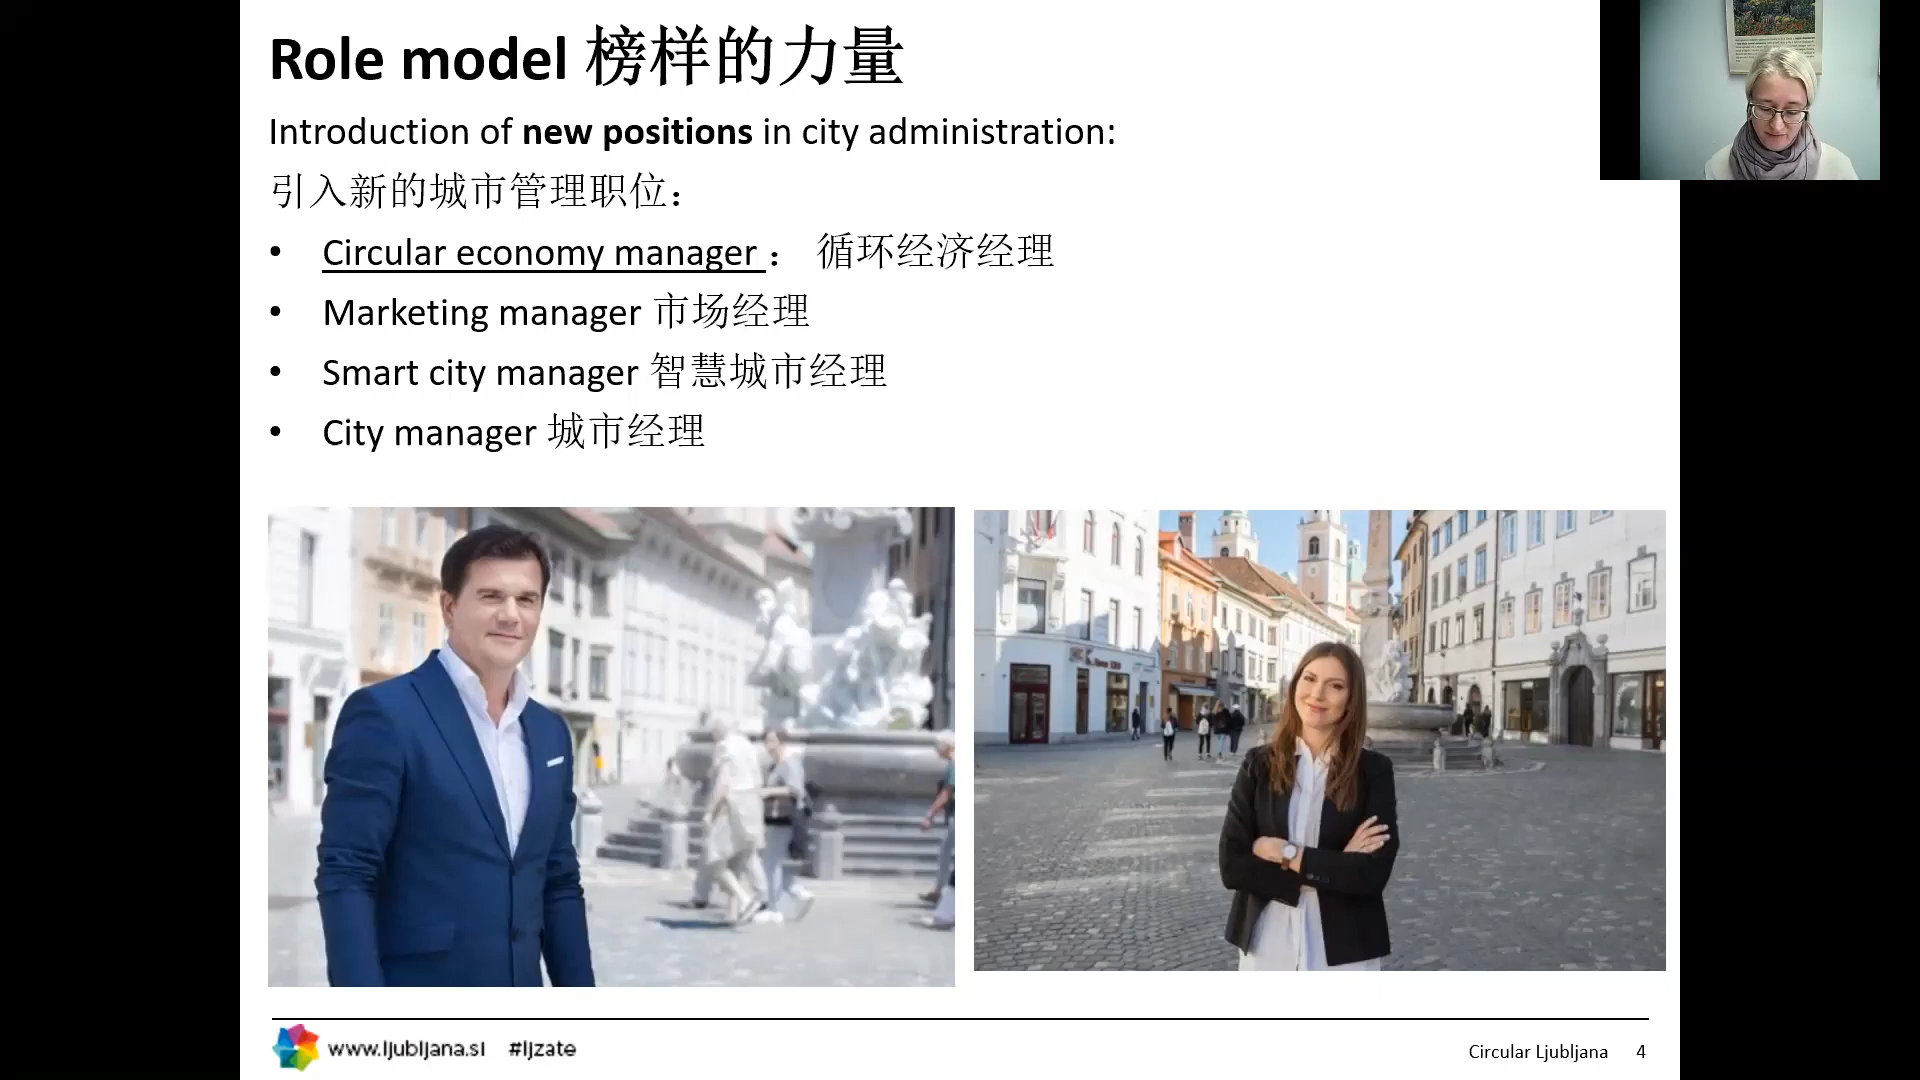 Role model 榜样的力量
Introduction of new positions in city administration:
引入新的城市管理职位：
• Circular economy manager ： 循环经济经理
• Marketing manager 市场经理
• Smart city manager 智慧城市经理
• City manager 城市经理
www.ljubljana.si #ljzate
Circular Ljubljana 4